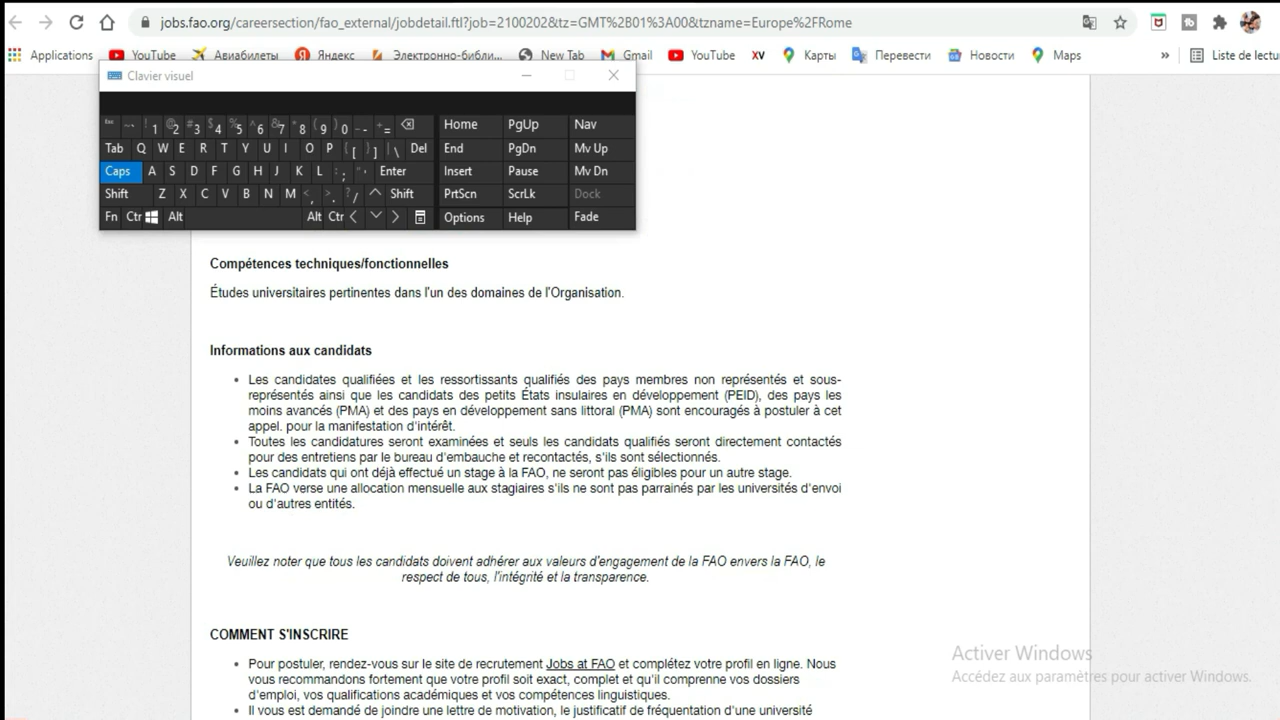 jobs.fao.org/careersection/fao_external/jobdetail.ftl?job=2100202&tz=GMT%2B01%3A00&tzname=Europe%2FRome
Applications YouTube Авиабилеты Яндекс Электронно-библи... New Tab Gmail YouTube XV Карты Перевести Новости Maps » Liste de lectu
Clavier visuel
Esc ~` !1 @2 #3 $4 %5 ^6 &7 *8 (9 )0 _- += Home PgUp Nav
Tab Q W E R T Y U I O P {[ }] |\ Del End PgDn Mv Up
Caps A S D F G H J K L :; "' Enter Insert Pause Mv Dn
Shift Z X C V B N M <, >. ?/ Shift PrtScn ScrLk Dock
Fn Ctr Alt Alt Ctr Options Help Fade
Compétences techniques/fonctionnelles
Études universitaires pertinentes dans l'un des domaines de l'Organisation.
Informations aux candidats
• Les candidates qualifiées et les ressortissants qualifiés des pays membres non représentés et sous-
représentés ainsi que les candidats des petits États insulaires en développement (PEID), des pays les
moins avancés (PMA) et des pays en développement sans littoral (PMA) sont encouragés à postuler à cet
appel. pour la manifestation d'intérêt.
• Toutes les candidatures seront examinées et seuls les candidats qualifiés seront directement contactés
pour des entretiens par le bureau d'embauche et recontactés, s'ils sont sélectionnés.
• Les candidats qui ont déjà effectué un stage à la FAO, ne seront pas éligibles pour un autre stage.
• La FAO verse une allocation mensuelle aux stagiaires s'ils ne sont pas parrainés par les universités d'envoi
ou d'autres entités.
Veuillez noter que tous les candidats doivent adhérer aux valeurs d'engagement de la FAO envers la FAO, le
respect de tous, l'intégrité et la transparence.
COMMENT S'INSCRIRE
• Pour postuler, rendez-vous sur le site de recrutement Jobs at FAO et complétez votre profil en ligne. Nous
vous recommandons fortement que votre profil soit exact, complet et qu'il comprenne vos dossiers
d'emploi, vos qualifications académiques et vos compétences linguistiques.
• Il vous est demandé de joindre une lettre de motivation, le justificatif de fréquentation d'une université
Activer Windows
Accédez aux paramètres pour activer Windows.